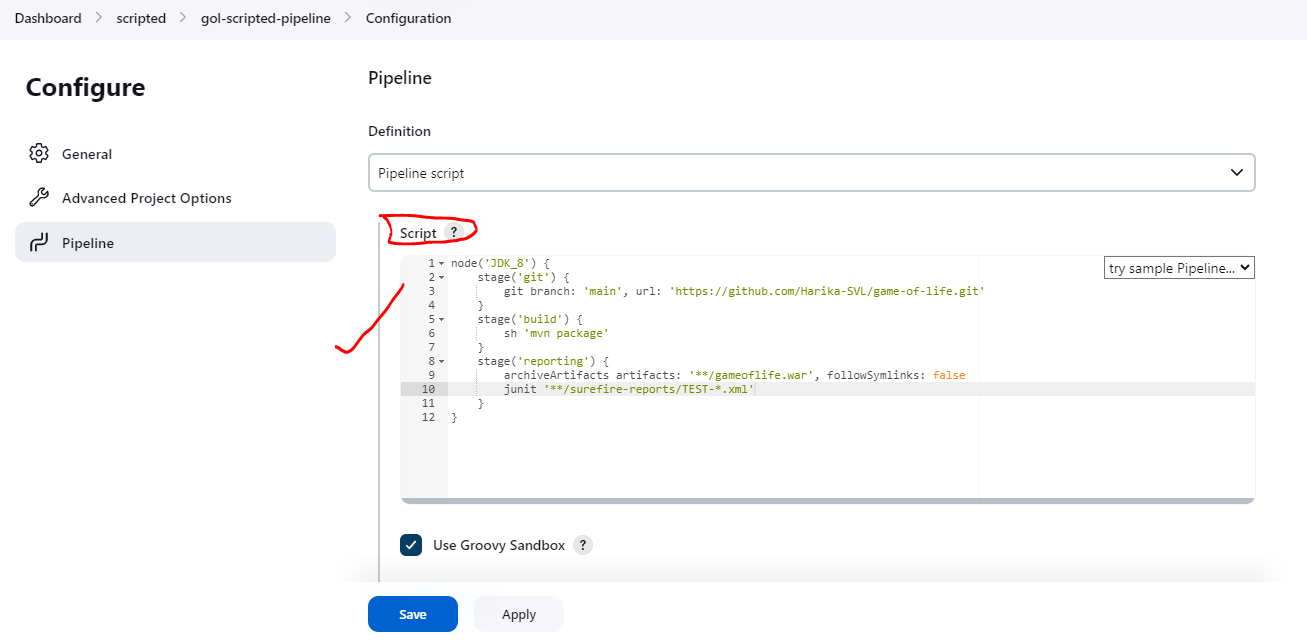 Dashboard > scripted > gol-scripted-pipeline > Configuration
Configure
General
Advanced Project Options
Pipeline
Pipeline
Definition
Pipeline script
Script ?
try sample Pipeline...
1 node('JDK_8') {
2 stage('git') {
3 git branch: 'main', url: 'https://github.com/Harika-SVL/game-of-life.git'
4 }
5 stage('build') {
6 sh 'mvn package'
7 }
8 stage('reporting') {
9 archiveArtifacts artifacts: '**/gameoflife.war', followSymlinks: false
10 junit '**/surefire-reports/TEST-*.xml'
11 }
12 }
Use Groovy Sandbox ?
Save
Apply